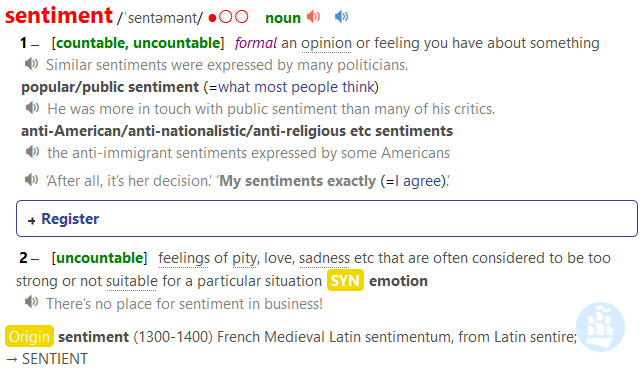 sentiment /ˈsentəmənt/ ●○○ noun
1 – [countable, uncountable] formal an opinion or feeling you have about something
Similar sentiments were expressed by many politicians.
popular/public sentiment (=what most people think)
He was more in touch with public sentiment than many of his critics.
anti-American/anti-nationalistic/anti-religious etc sentiments
the anti-immigrant sentiments expressed by some Americans
‘After all, it’s her decision.’ ‘My sentiments exactly (=I agree).’
→ Register
2 – [uncountable] feelings of pity, love, sadness etc that are often considered to be too
strong or not suitable for a particular situation SYN emotion
There’s no place for sentiment in business!
Origin sentiment (1300-1400) French Medieval Latin sentimentum, from Latin sentire;
→ SENTIENT